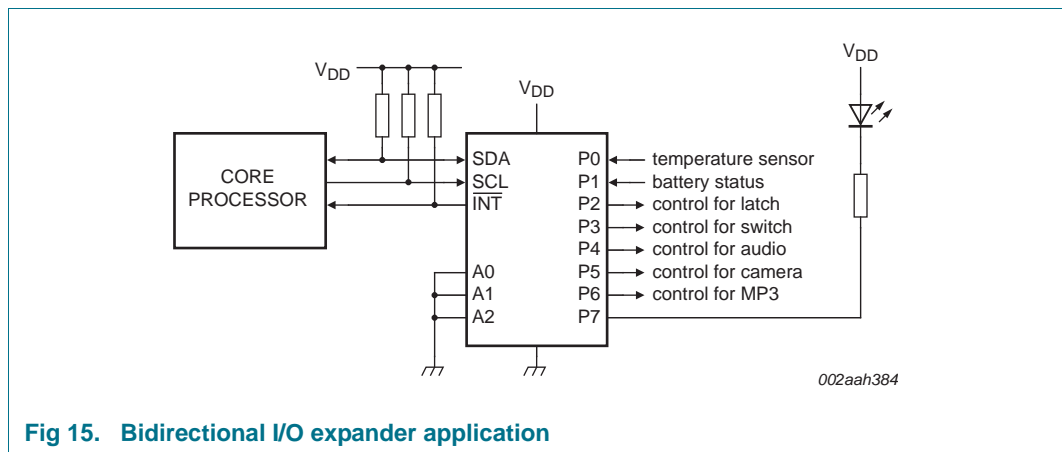 VDD
VDD
VDD
CORE
PROCESSOR
SDA
SCL
INT
A0
A1
A2
P0
P1
P2
P3
P4
P5
P6
P7
temperature sensor
battery status
control for latch
control for switch
control for audio
control for camera
control for MP3
002aah384
Fig 15. Bidirectional I/O expander application